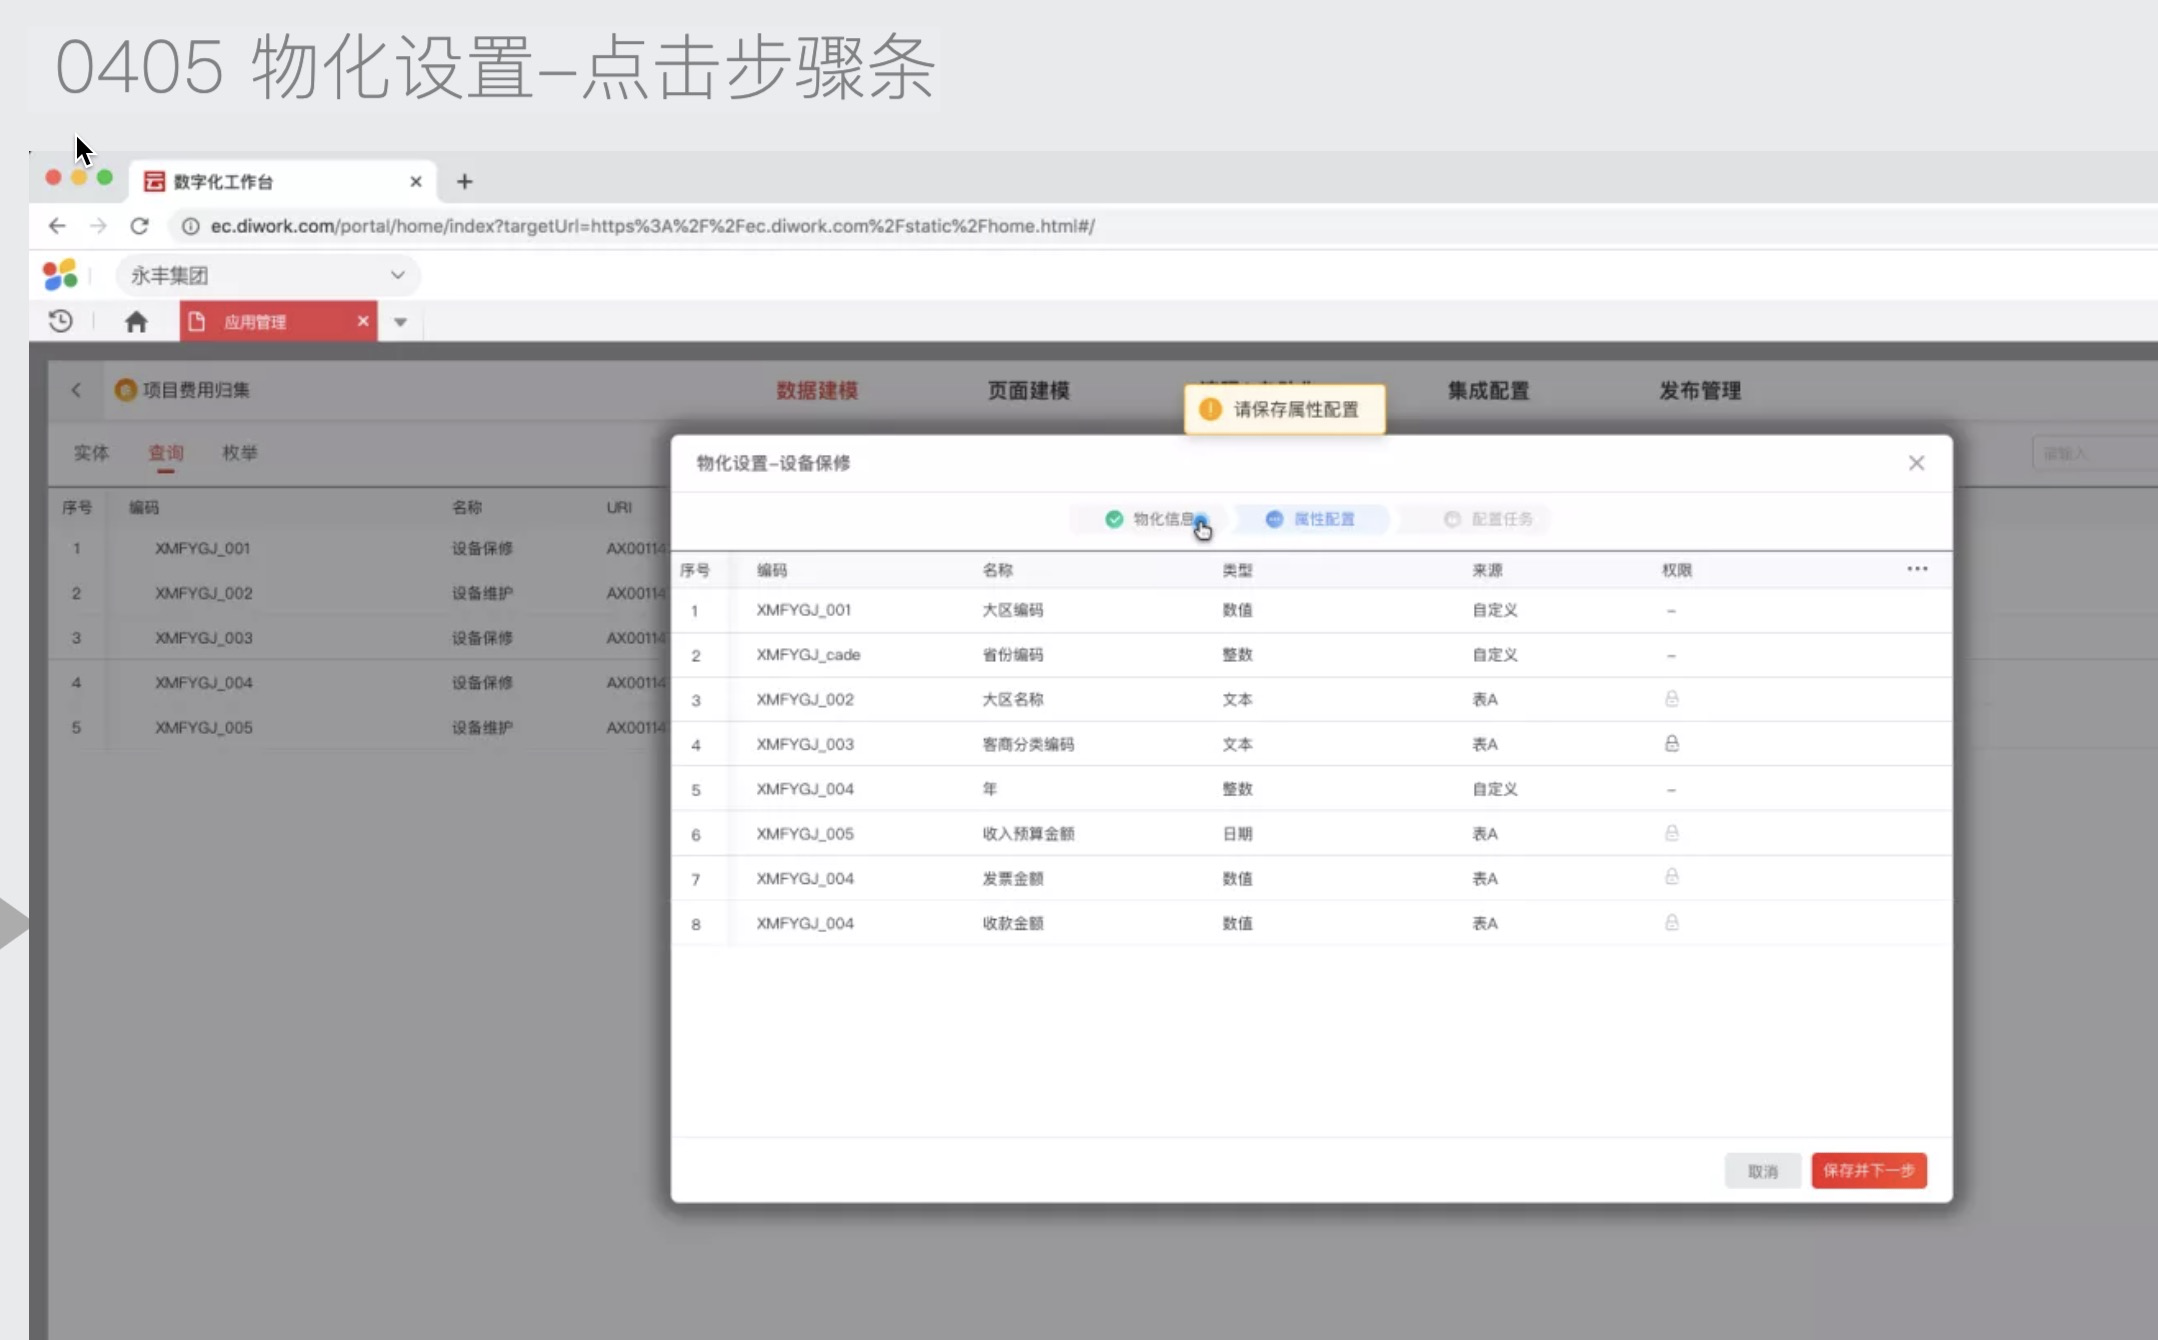 0405 物化设置–点击步骤条
数字化工作台
ec.diwork.com/portal/home/index?targetUrl=https%3A%2F%2Fec.diwork.com%2Fstatic%2Fhome.html#/
永丰集团
应用管理
项目费用归集 数据建模 页面建模 集成配置 发布管理
请保存属性配置
实体 查询 枚举 请输入
物化设置–设备保修
物化信息 属性配置 配置任务
序号 编码 名称 URI
1 XMFYGJ_001 设备保修 AX00114
2 XMFYGJ_002 设备维护 AX00114
3 XMFYGJ_003 设备保修 AX00114
4 XMFYGJ_004 设备保修 AX00114
5 XMFYGJ_005 设备维护 AX00114
序号 编码 名称 类型 来源 权限 ···
1 XMFYGJ_001 大区编码 数值 自定义 –
2 XMFYGJ_cade 省份编码 整数 自定义 –
3 XMFYGJ_002 大区名称 文本 表A
4 XMFYGJ_003 客商分类编码 文本 表A
5 XMFYGJ_004 年 整数 自定义 –
6 XMFYGJ_005 收入预算金额 日期 表A
7 XMFYGJ_004 发票金额 数值 表A
8 XMFYGJ_004 收款金额 数值 表A
取消 保存并下一步